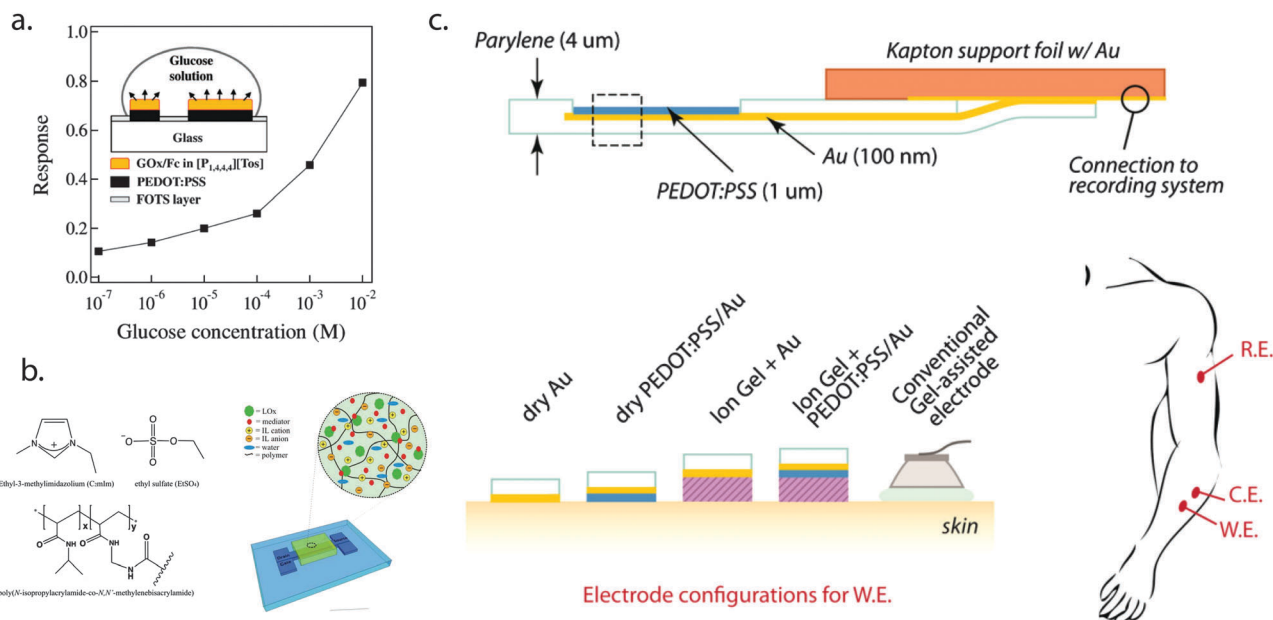 a.
1.0
0.8
0.6
0.4
0.2
0.0
Response
Glucose
solution
Glass
GOx/Fc in [P1,4,4,4][Tos]
PEDOT:PSS
FOTS layer
10-7
10-6
10-5
10-4
10-3
10-2
Glucose concentration (M)
b.
N
+
N
-O
S
O
O
O
Ethyl-3-methylimidazolium (C2mIm)
ethyl sulfate (EtSO4)
= LOx
= mediator
= IL cation
= IL anion
= water
= polymer
*
x
y
*
O
NH
O
NH
O
N
H
poly(N-isopropylacrylamide-co-N,N'-methylenebisacrylamide)
c.
Parylene (4 um)
Kapton support foil w/ Au
Au (100 nm)
PEDOT:PSS (1 um)
Connection to
recording system
dry Au
dry PEDOT:PSS/Au
Ion Gel + Au
Ion Gel +
PEDOT:PSS/Au
Conventional
Gel-assisted
electrode
skin
Electrode configurations for W.E.
R.E.
C.E.
W.E.